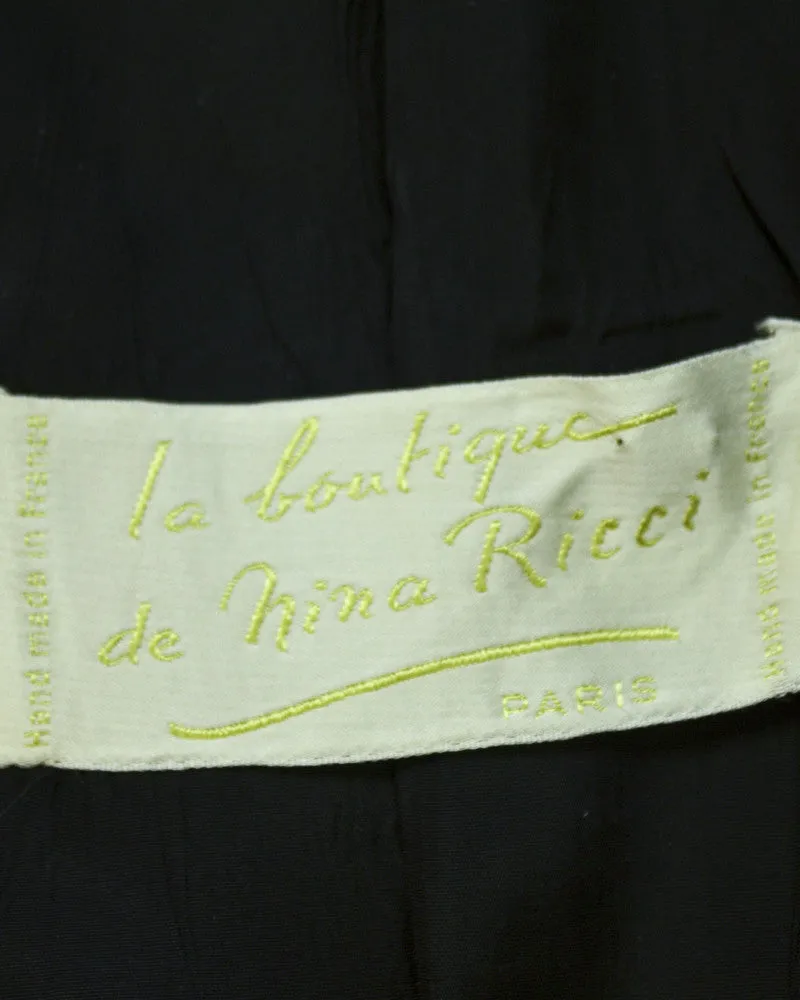 la boutique
de Nina Ricci
PARIS
Hand made in france
Hand made in france